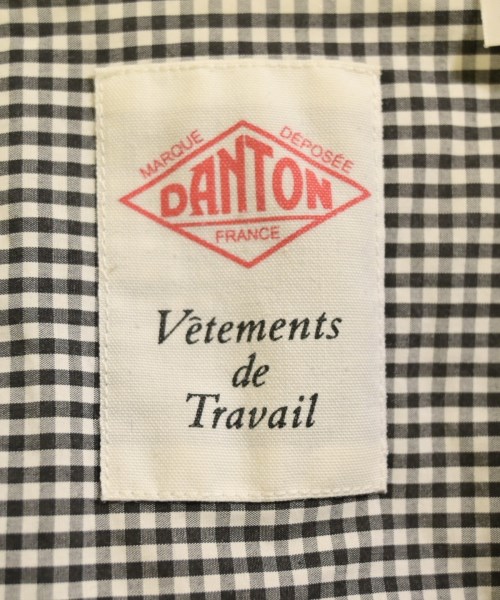 MARQUE DÉPOSÉE
DANTON
FRANCE
Vêtements
de
Travail